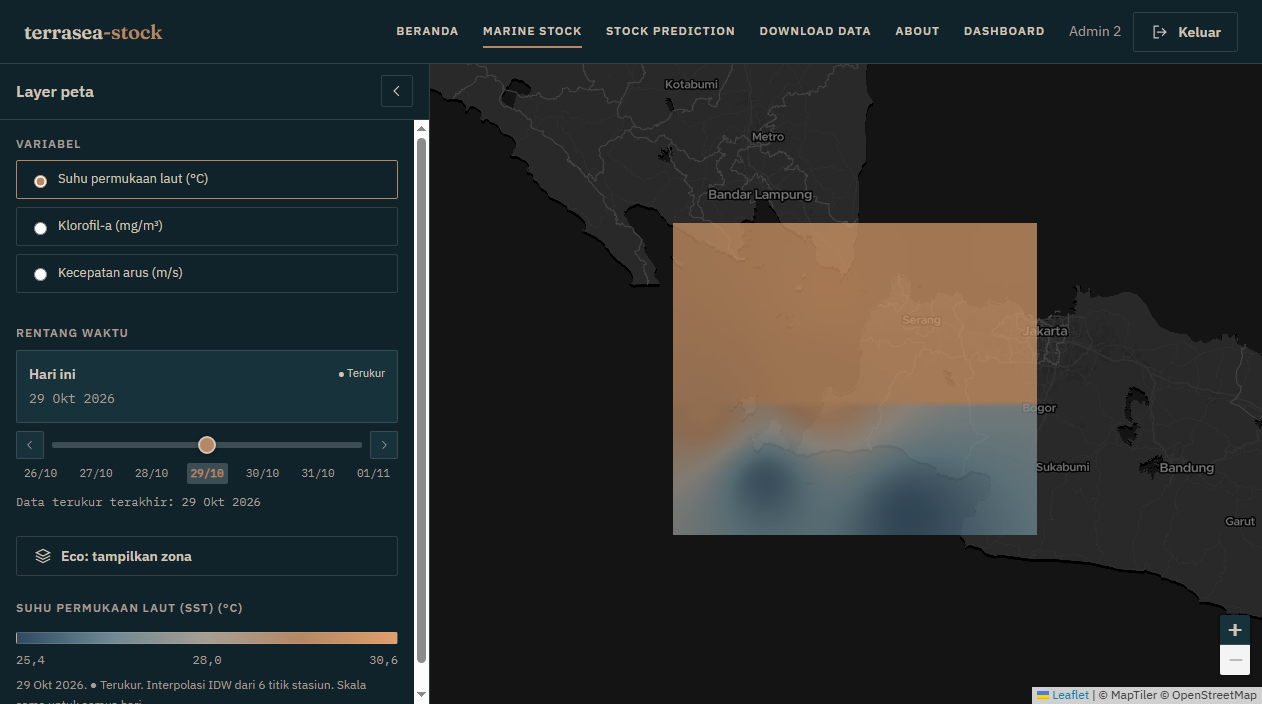 terrasea-stock
BERANDA MARINE STOCK STOCK PREDICTION DOWNLOAD DATA ABOUT DASHBOARD Admin 2 Keluar
Layer peta
VARIABEL
Suhu permukaan laut (°C)
Klorofil-a (mg/m³)
Kecepatan arus (m/s)
RENTANG WAKTU
Hari ini
● Terukur
29 Okt 2026
26/10 27/10 28/10 29/10 30/10 31/10 01/11
Data terukur terakhir: 29 Okt 2026
Eco: tampilkan zona
SUHU PERMUKAAN LAUT (SST) (°C)
25,4 28,0 30,6
29 Okt 2026. ● Terukur. Interpolasi IDW dari 6 titik stasiun. Skala
Kotabumi
Metro
Bandar Lampung
Serang
Jakarta
Bogor
Sukabumi
Bandung
Garut
+
−
Leaflet | © MapTiler © OpenStreetMap